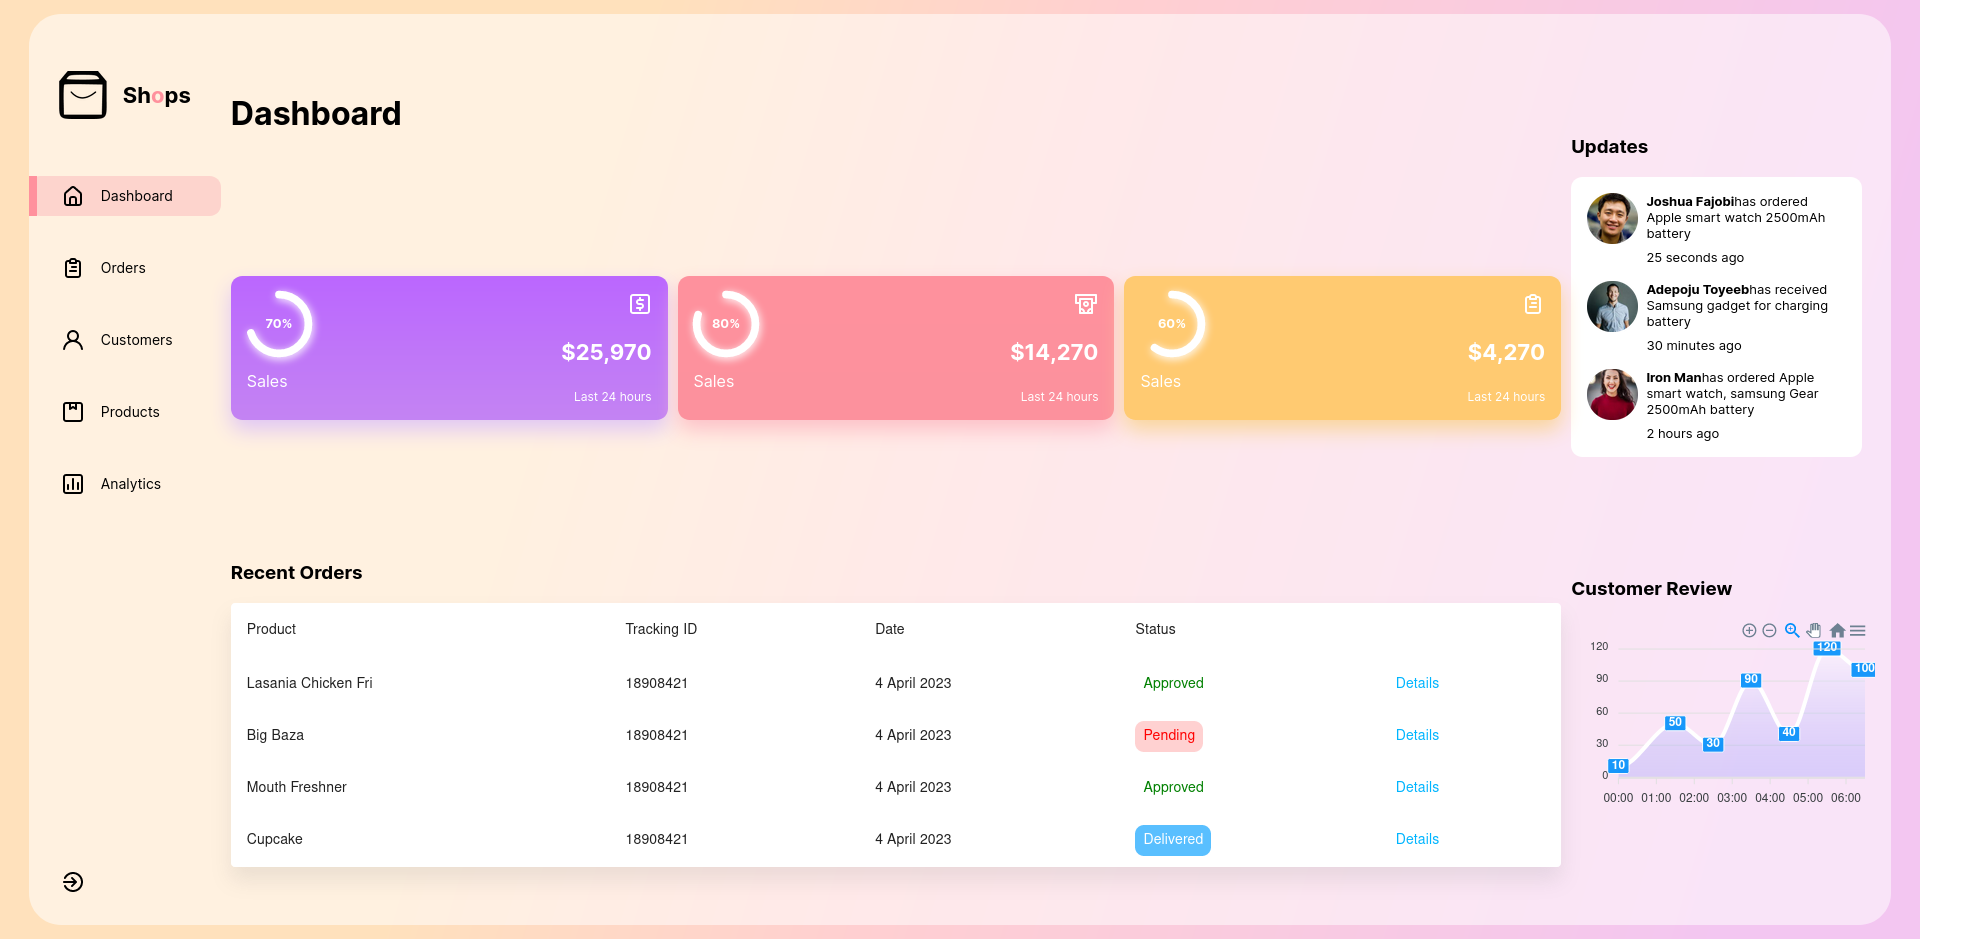 Shops
Dashboard
Orders
Customers
Products
Analytics
Dashboard
70%
$25,970
Sales
Last 24 hours
80%
$14,270
Sales
Last 24 hours
60%
$4,270
Sales
Last 24 hours
Recent Orders
Product Tracking ID Date Status
Lasania Chicken Fri 18908421 4 April 2023 Approved Details
Big Baza 18908421 4 April 2023 Pending Details
Mouth Freshner 18908421 4 April 2023 Approved Details
Cupcake 18908421 4 April 2023 Delivered Details
Updates
Joshua Fajobihas ordered
Apple smart watch 2500mAh
battery
25 seconds ago
Adepoju Toyeebhas received
Samsung gadget for charging
battery
30 minutes ago
Iron Manhas ordered Apple
smart watch, samsung Gear
2500mAh battery
2 hours ago
Customer Review
120
90
60
30
0
10
50
30
90
40
120
100
00:00 01:00 02:00 03:00 04:00 05:00 06:00